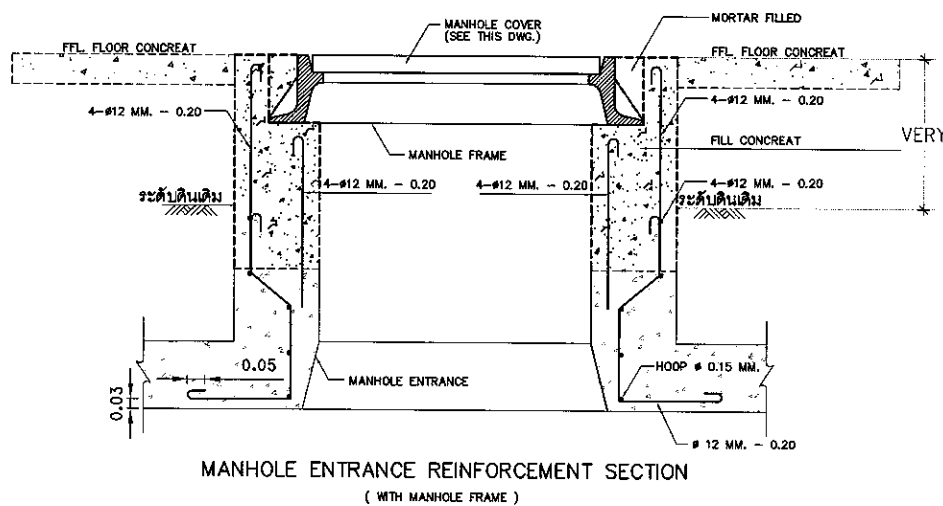 MANHOLE COVER
(SEE THIS DWG.)
MORTAR FILLED
FFL. FLOOR CONCREAT
FFL. FLOOR CONCREAT
4-ø12 MM. - 0.20
4-ø12 MM. - 0.20
MANHOLE FRAME
FILL CONCREAT
VERY
4-ø12 MM. - 0.20
4-ø12 MM. - 0.20
4-ø12 MM. - 0.20
ระดับดินเดิม
ระดับดินเดิม
0.05
HOOP ø 0.15 MM.
MANHOLE ENTRANCE
0.03
ø 12 MM. - 0.20
MANHOLE ENTRANCE REINFORCEMENT SECTION
( WITH MANHOLE FRAME )